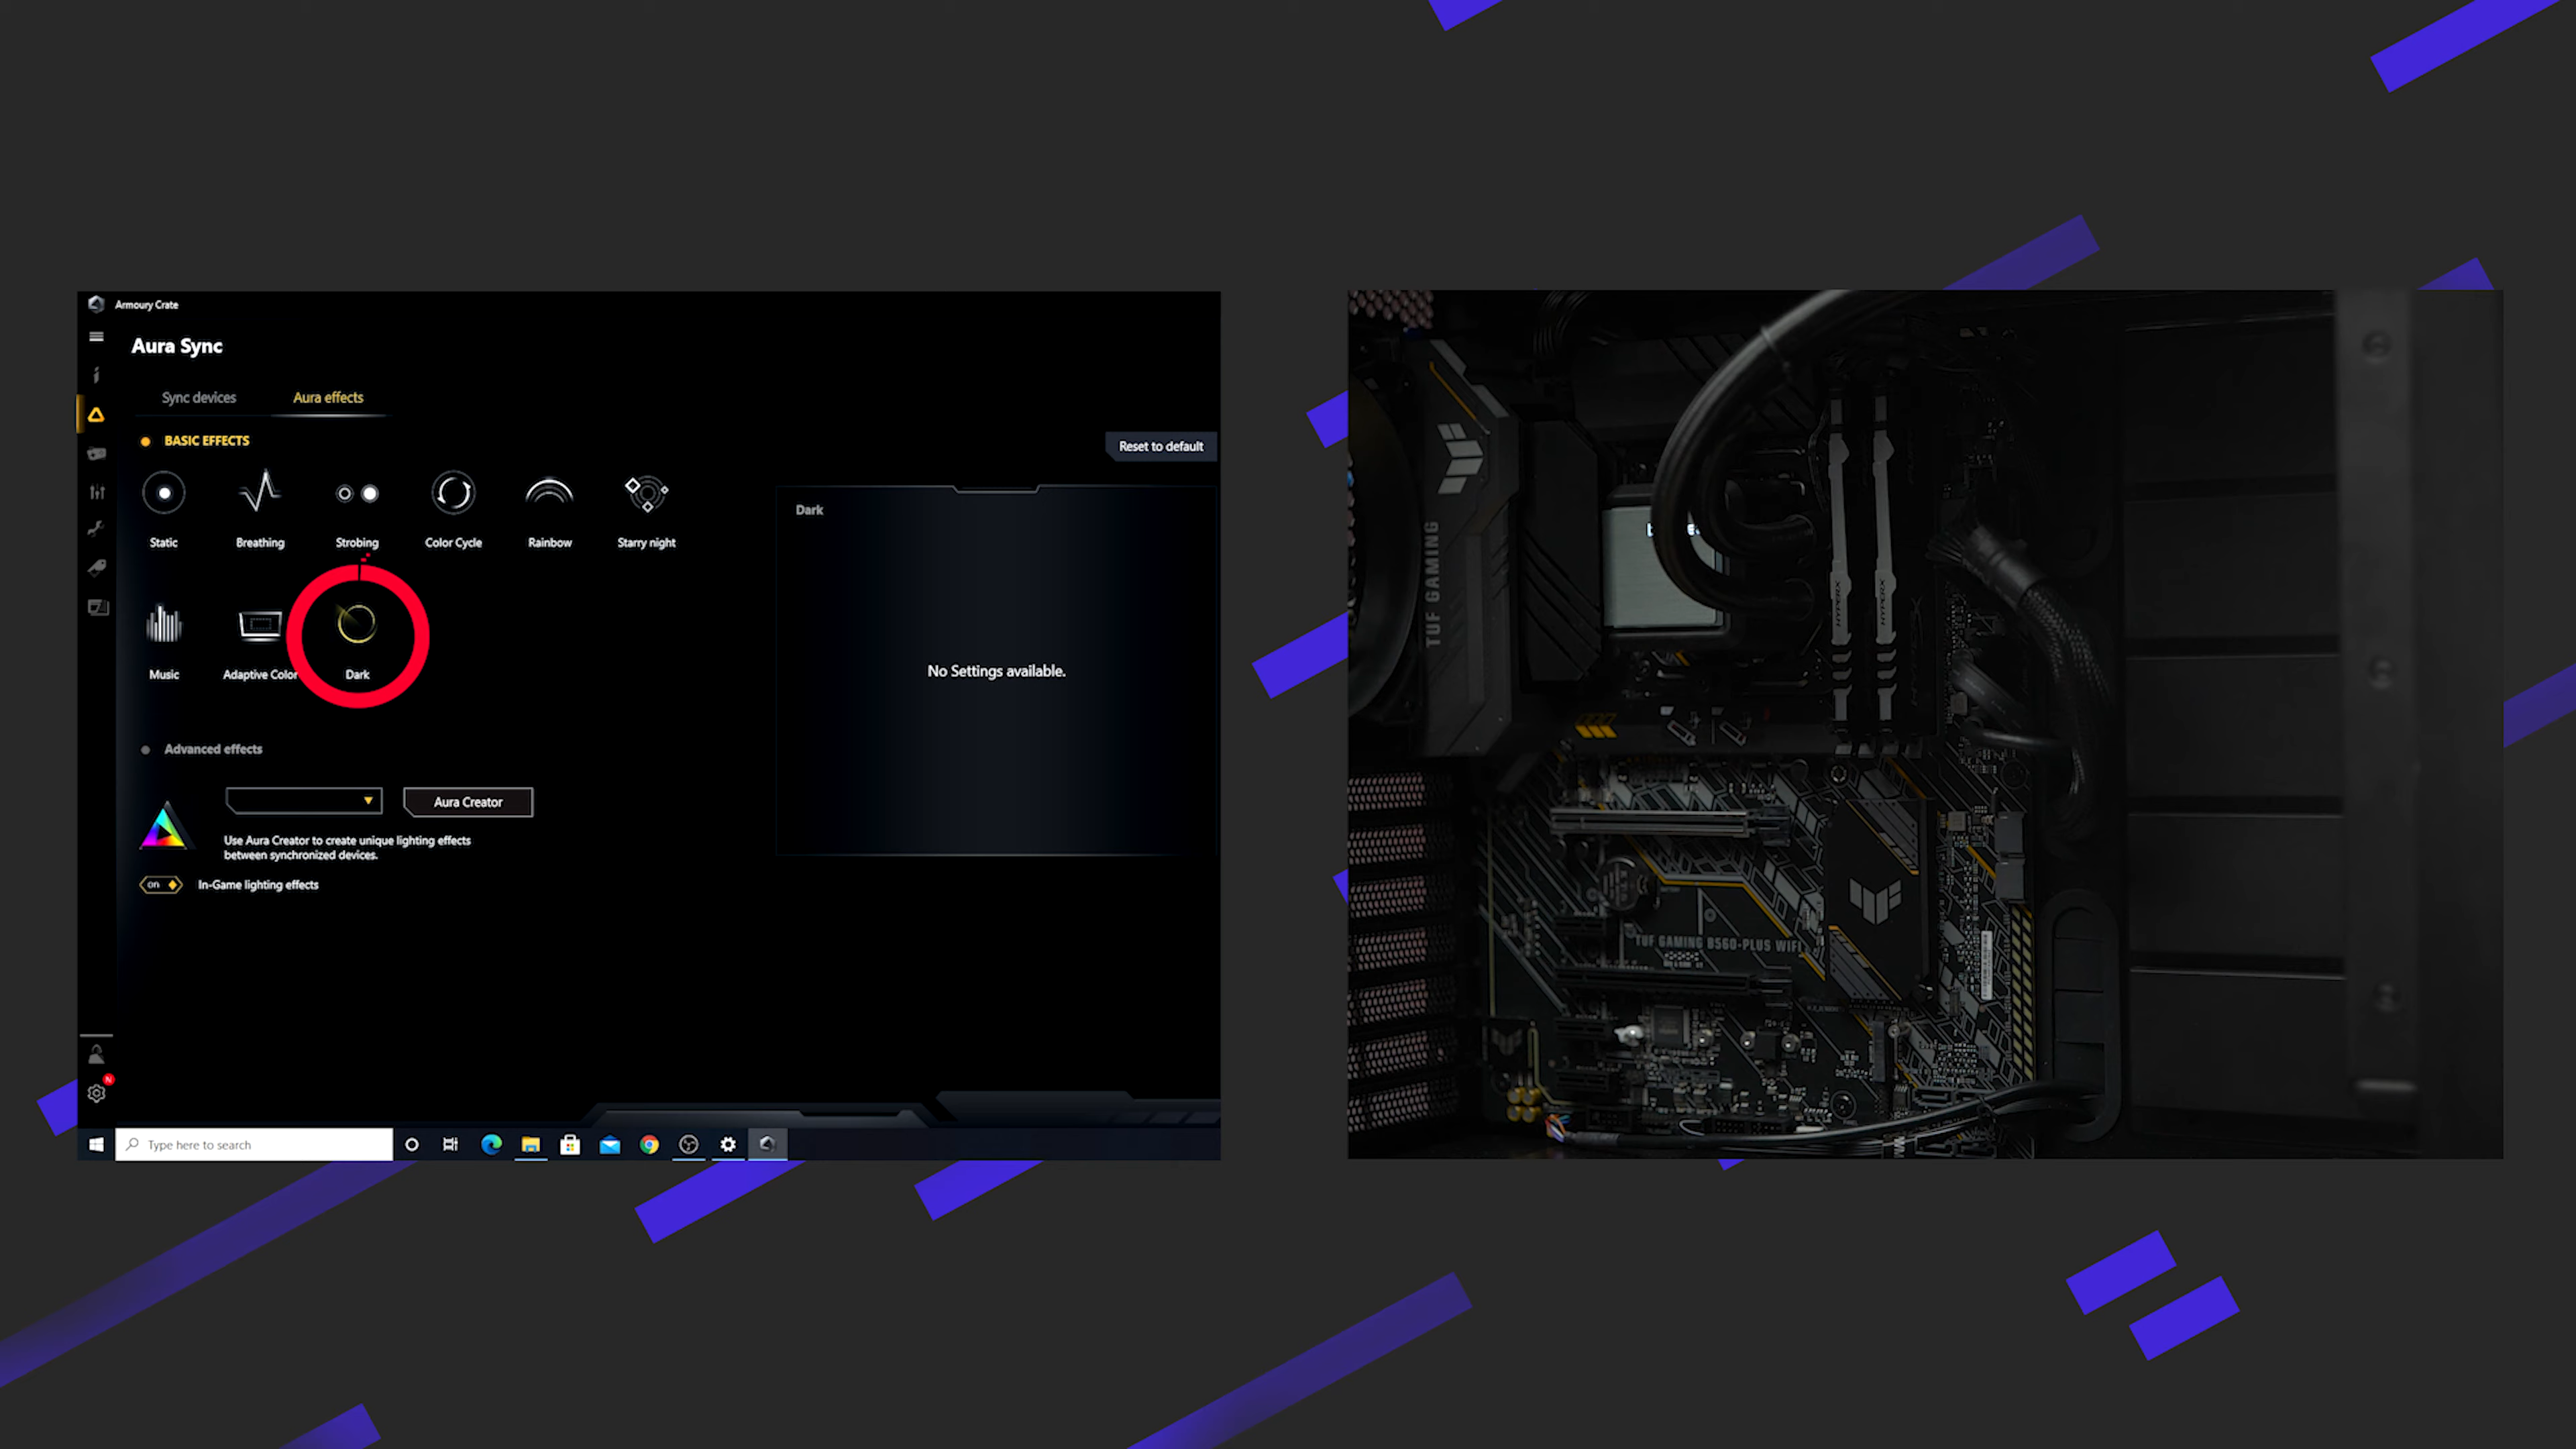 Armoury Crate
Aura Sync
Sync devices
Aura effects
BASIC EFFECTS
Reset to default
Static
Breathing
Strobing
Color Cycle
Rainbow
Starry night
Music
Adaptive Color
Dark
Dark
No Settings available.
Advanced effects
Aura Creator
Use Aura Creator to create unique lighting effects
between synchronized devices.
on
In-Game lighting effects
N
Type here to search
TUF GAMING
HYPERX
HYPERX
TUF GAMING B560-PLUS WIFI